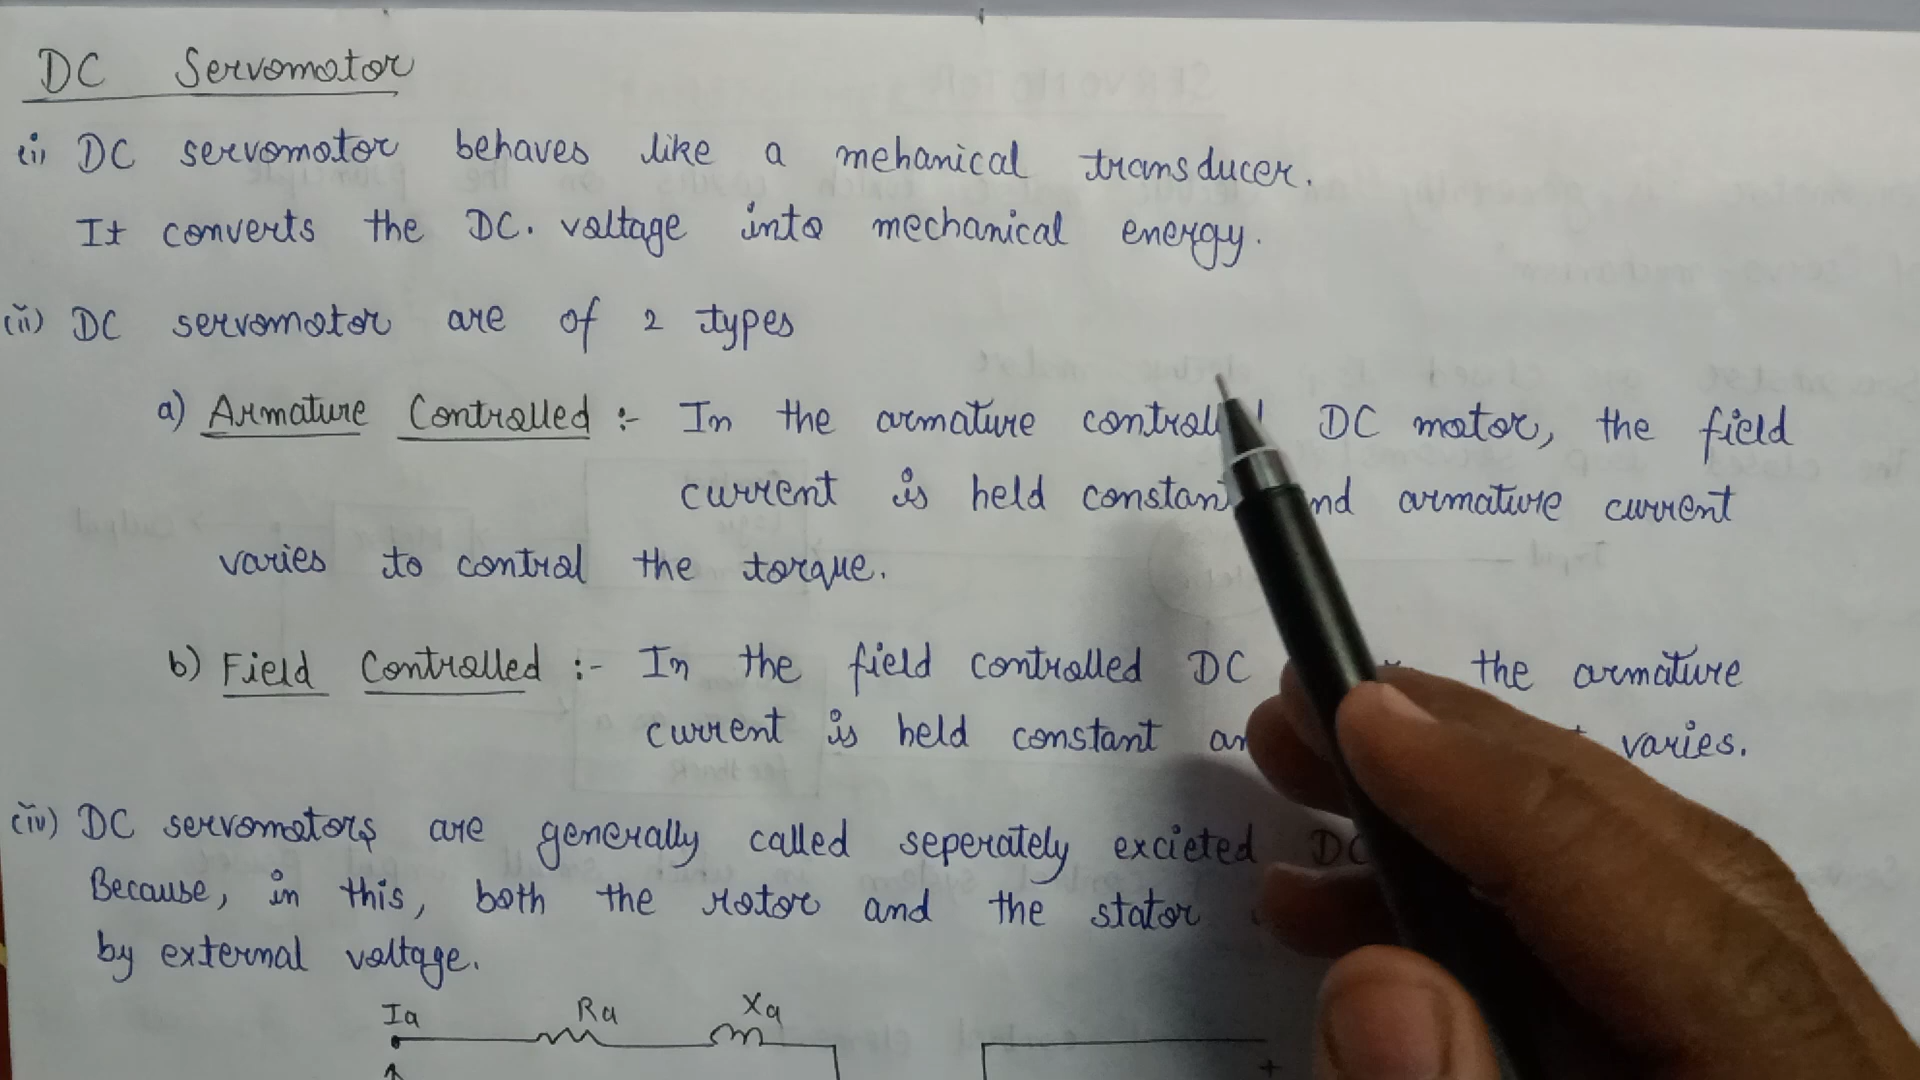 DC Servomotor
(i) DC servomotor behaves like a mehanical transducer.
It converts the DC. voltage into mechanical energy.
(ii) DC servomotor are of 2 types
a) Armature Controlled :- In the armature DC motor, the field
current is held armature current
varies to control the torque.
b) Field Controlled :- In the field controlled DC the armature
current is held constant varies.
(iv) DC servomotors are generally called seperately excieted
Because, in this, both the rotor and the stator
by external voltage.
Ia Ra Xa
+